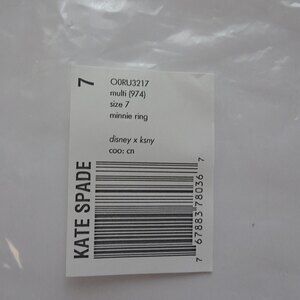 7
O0RU3217
multi (974)
size 7
minnie ring
disney x ksny
coo: cn
KATE SPADE
7 67883 78036 7